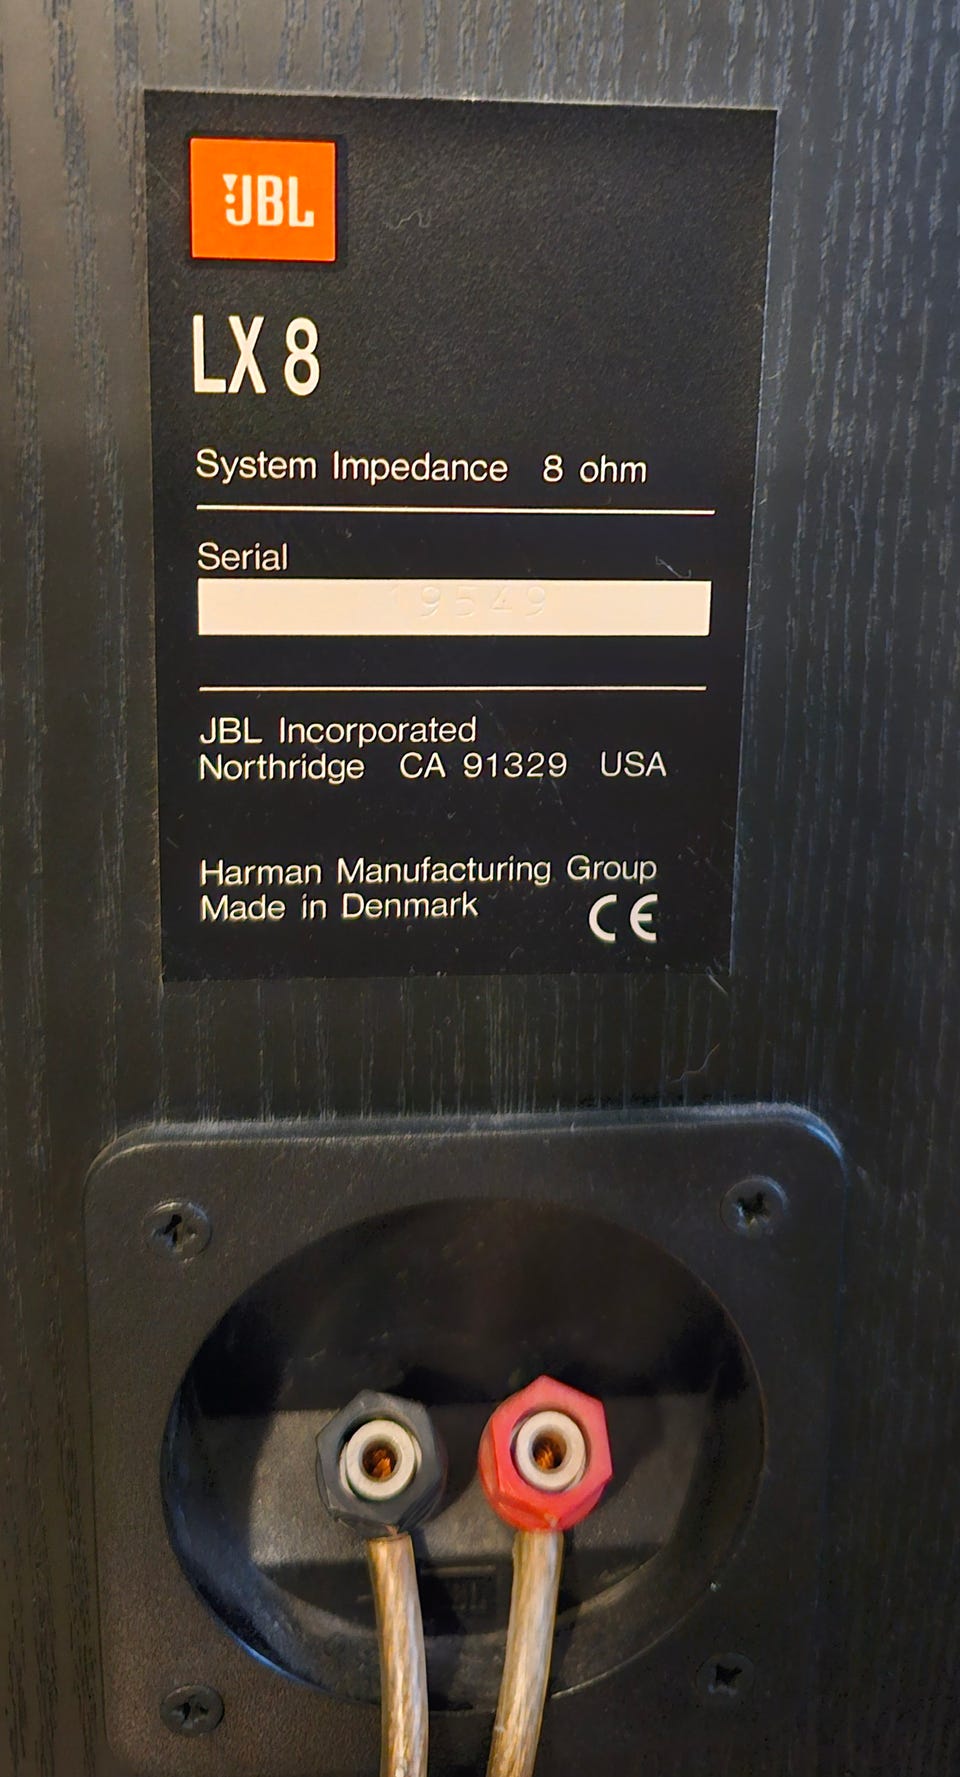 JBL
LX 8
System Impedance 8 ohm
Serial
19549
JBL Incorporated
Northridge CA 91329 USA
Harman Manufacturing Group
Made in Denmark
CE